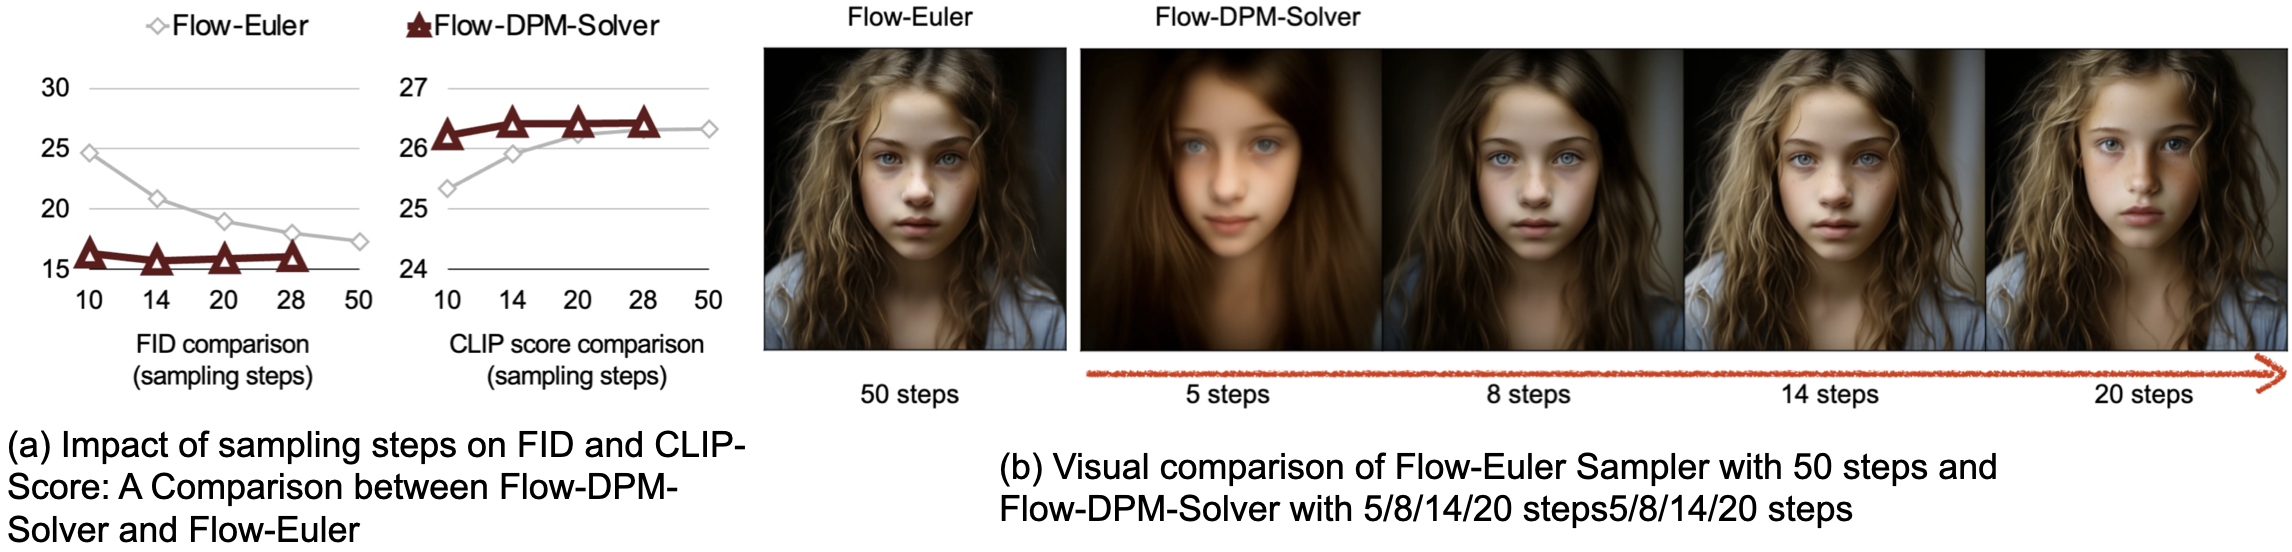 Flow-Euler
Flow-DPM-Solver
30
25
20
15
10 14 20 28 50
FID comparison
(sampling steps)
27
26
25
24
10 14 20 28 50
CLIP score comparison
(sampling steps)
(a) Impact of sampling steps on FID and CLIP-
Score: A Comparison between Flow-DPM-
Solver and Flow-Euler
Flow-Euler
Flow-DPM-Solver
50 steps
5 steps
8 steps
14 steps
20 steps
(b) Visual comparison of Flow-Euler Sampler with 50 steps and
Flow-DPM-Solver with 5/8/14/20 steps5/8/14/20 steps